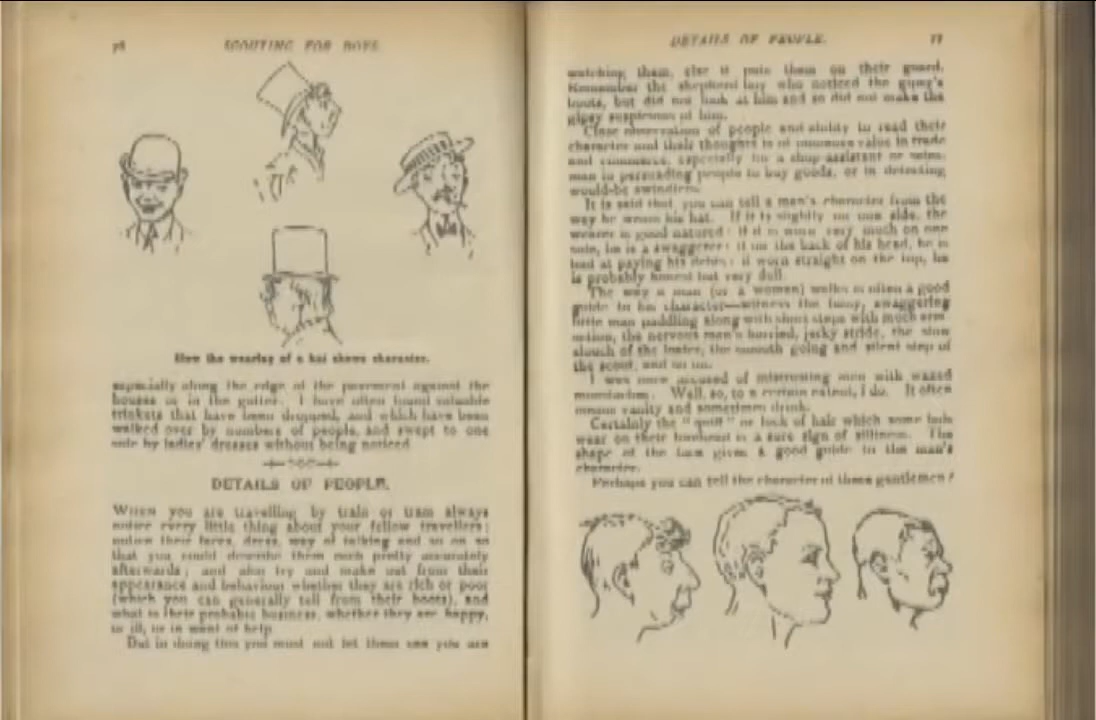 SCOUTING FOR BOYS
How the wearing of a hat shows character.
especially along the edge of the pavement against the
houses or in the gutter. I have often found valuable
trinkets that have been dropped, and which have been
walked over by numbers of people, and swept to one
side by ladies' dresses without being noticed
DETAILS OF PEOPLE.
When you are travelling by train or tram always
notice every little thing about your fellow travellers;
notice their faces, dress, way of talking and so on so
that you could describe them each pretty accurately
afterwards; and also try and make out from their
appearance and behaviour whether they are rich or poor
(which you can generally tell from their boots), and
what is their probable business, whether they are happy,
or ill, or in want of help.
But in doing this you must not let them see you are
DETAILS OF PEOPLE.
watching them, else it puts them on their guard.
Remember the shepherd boy who noticed the gipsy's
boots, but did not look at him and so did not make the
gipsy suspicious of him.
Close observation of people and ability to read their
character and their thoughts is of immense value in trade
and commerce, especially for a shop-assistant or sales-
man in persuading people to buy goods, or in detecting
would-be swindlers.
It is said that you can tell a man's character from the
way he wears his hat. If it is slightly on one side, the
wearer is good natured: if it is worn very much on one
side, he is a swaggerer: if on the back of his head, he is
bad at paying his debts: if worn straight on the top, he
is probably honest but very dull.
The way a man (or a woman) walks is often a good
guide to his character—witness the fussy, swaggering
little man paddling along with short steps with much arm
action, the nervous man's hurried, jerky stride, the slow
slouch of the loafer, the smooth going and silent step of
the scout, and so on.
I was once accused of mistrusting men with waxed
moustaches. Well, so, to a certain extent, I do. It often
means vanity and sometimes drink.
Certainly the "quiff" or lock of hair which some lads
wear on their forehead is a sure sign of silliness. The
shape of the face gives a good guide to the man's
character.
Perhaps you can tell the character of these gentlemen?